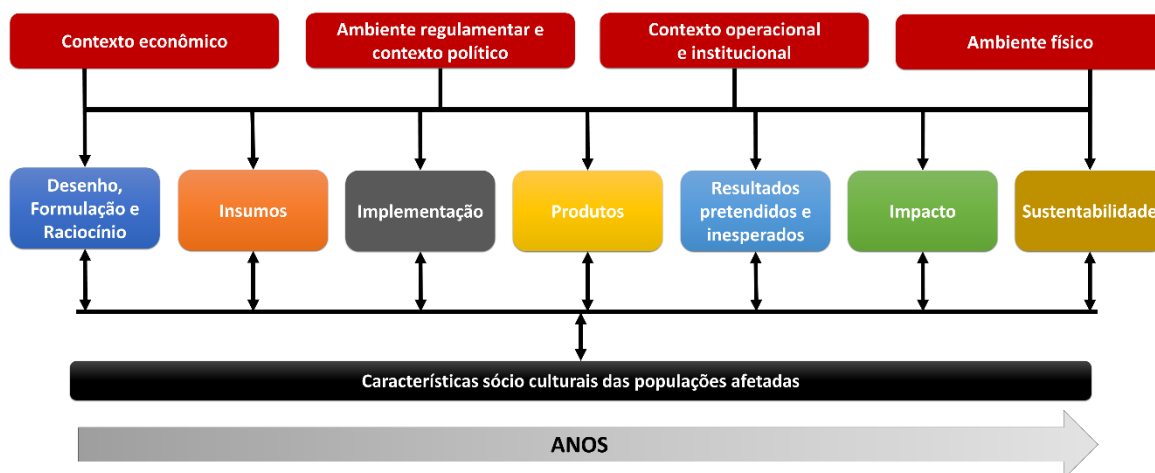 Contexto econômico
Ambiente regulamentar e
contexto político
Contexto operacional
e institucional
Ambiente físico
Desenho,
Formulação e
Raciocínio
Insumos
Implementação
Produtos
Resultados
pretendidos e
inesperados
Impacto
Sustentabilidade
Características sócio culturais das populações afetadas
ANOS